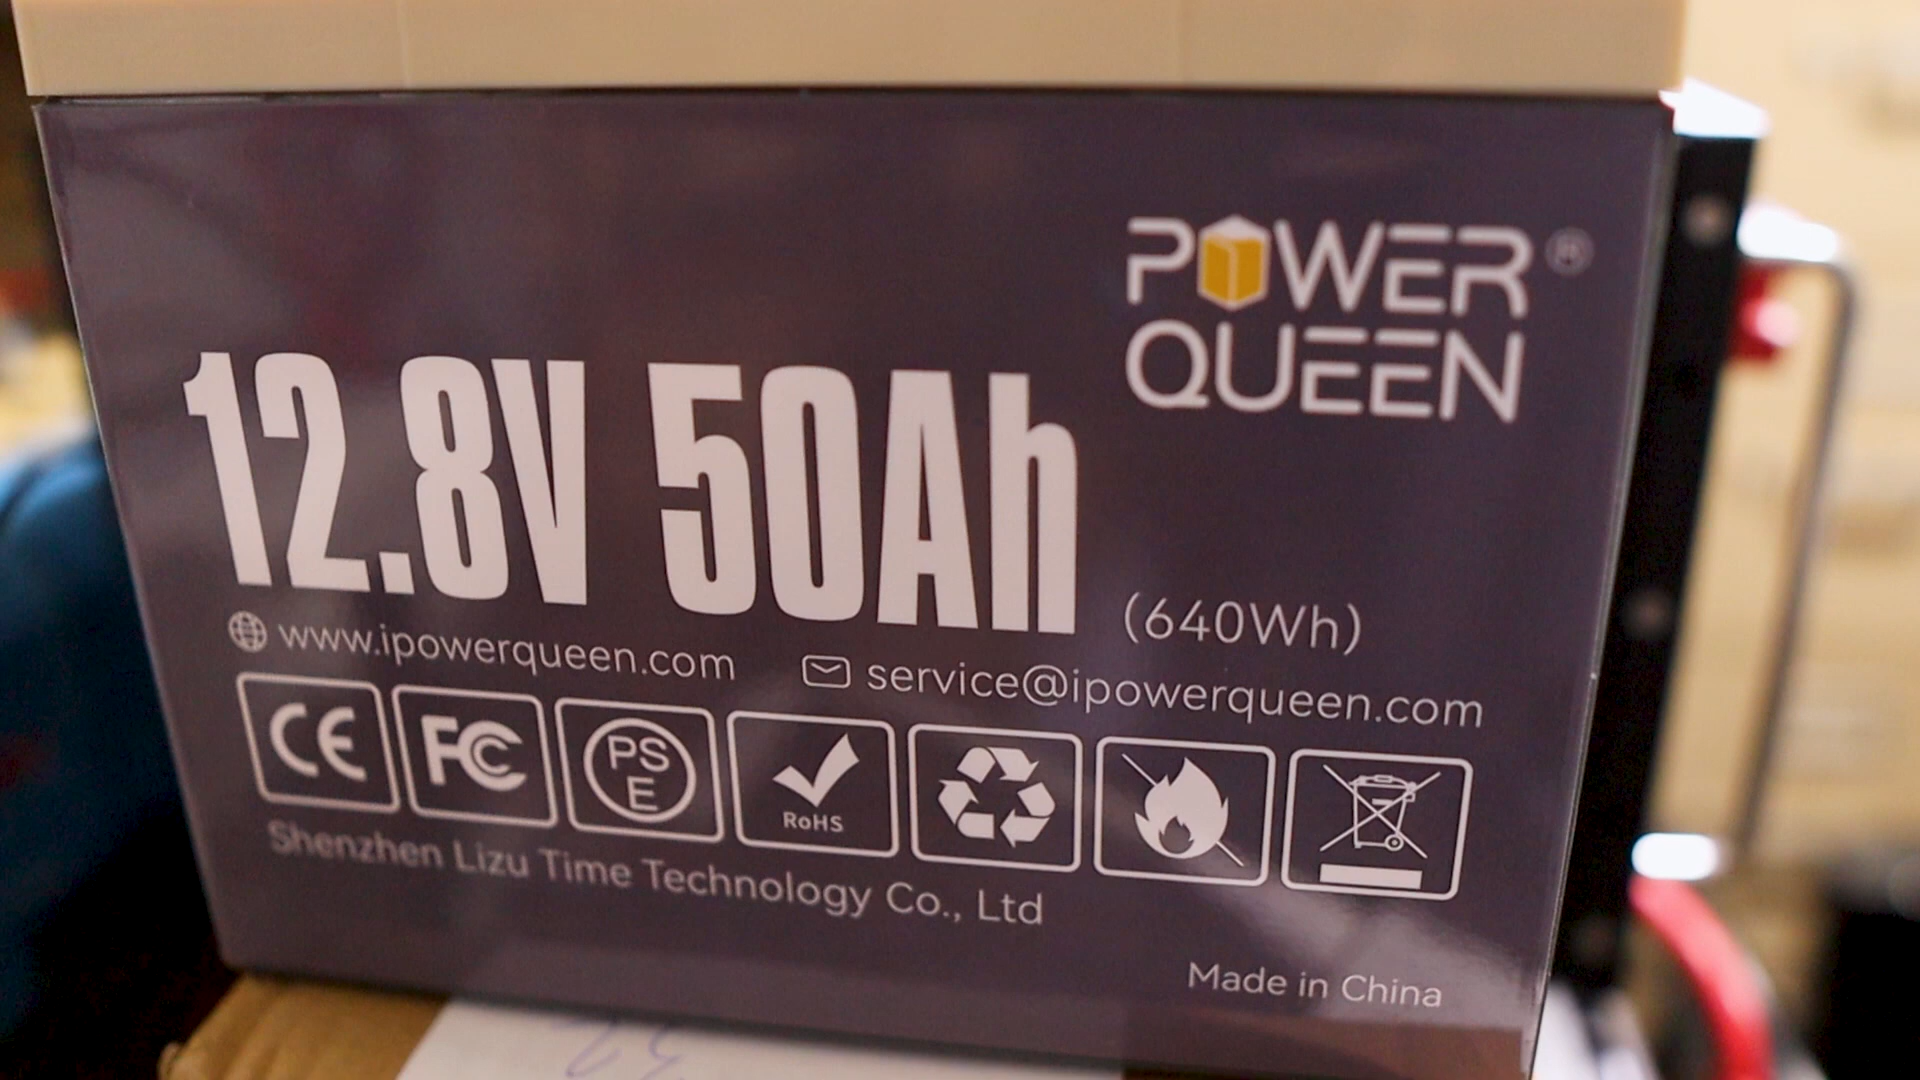 POWER ®
QUEEN
12.8V 50Ah (640Wh)
www.ipowerqueen.com service@ipowerqueen.com
CE FC PSE RoHS
Shenzhen Lizu Time Technology Co., Ltd
Made in China